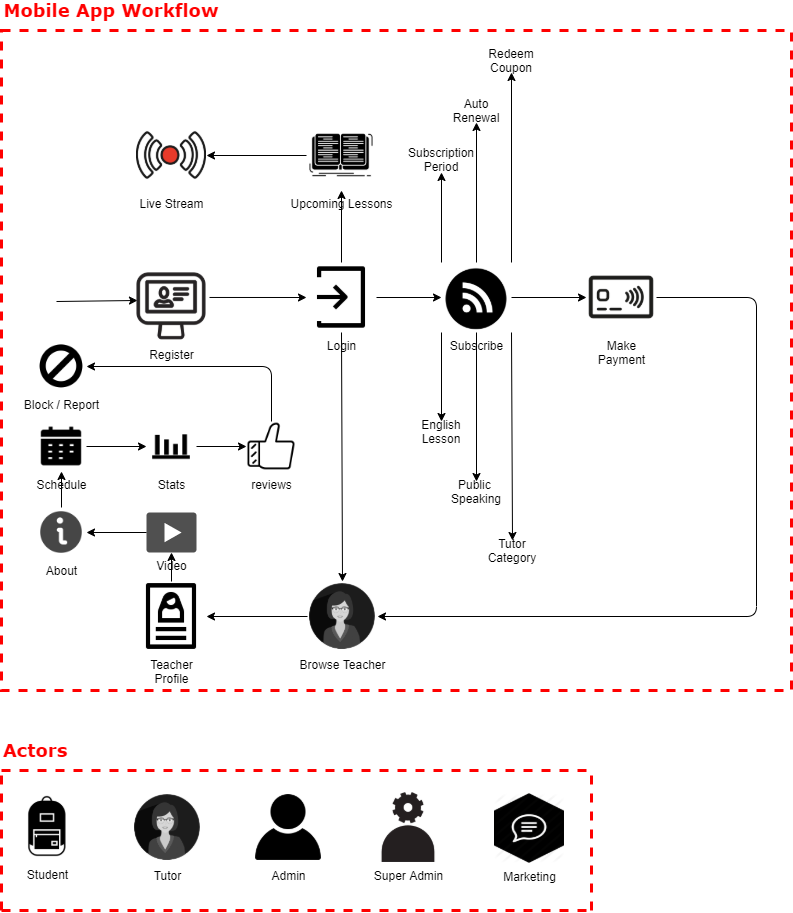 Mobile App Workflow
Redeem
Coupon
Auto
Renewal
Subscription
Period
Live Stream
Upcoming Lessons
Register
Login
Subscribe
Make
Payment
Block / Report
English
Lesson
Schedule
Stats
reviews
Public
Speaking
Tutor
Category
About
Video
Teacher
Profile
Browse Teacher
Actors
Student
Tutor
Admin
Super Admin
Marketing